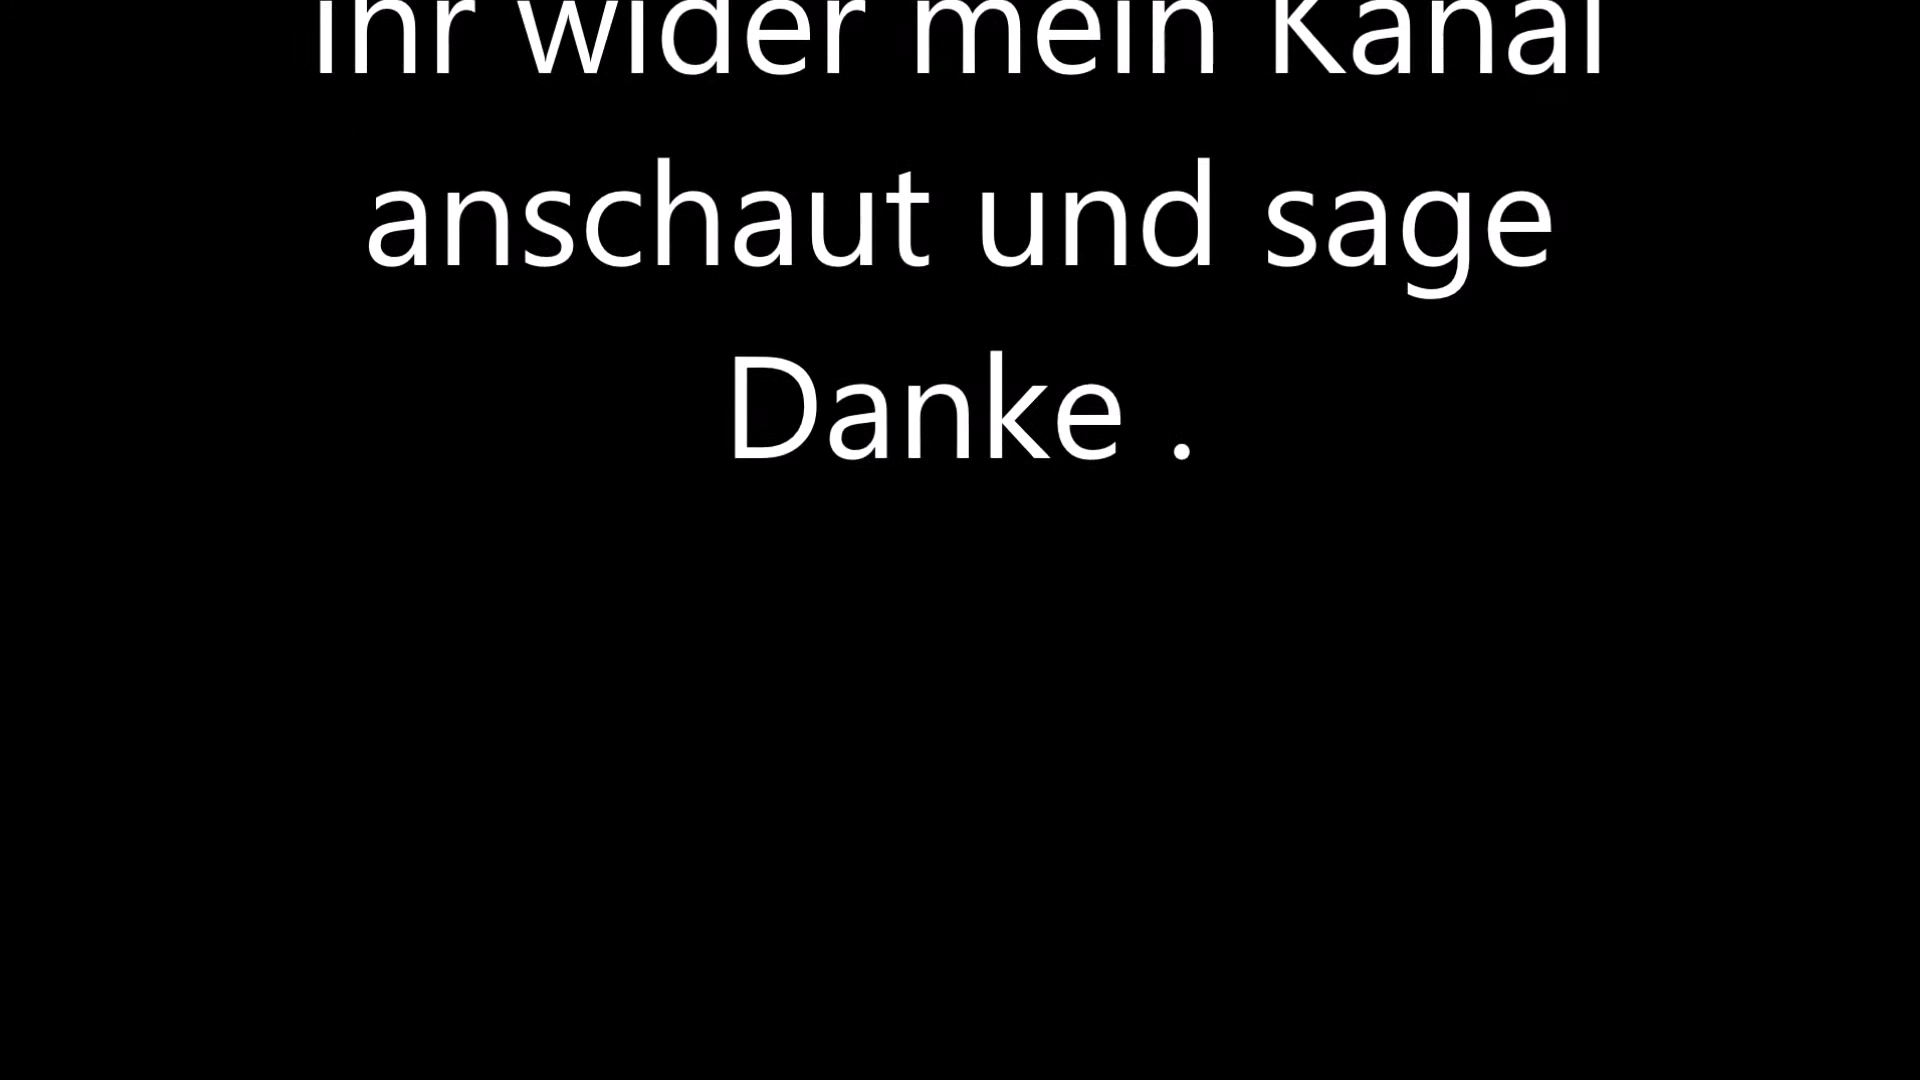 ihr wider mein Kanal
anschaut und sage
Danke .